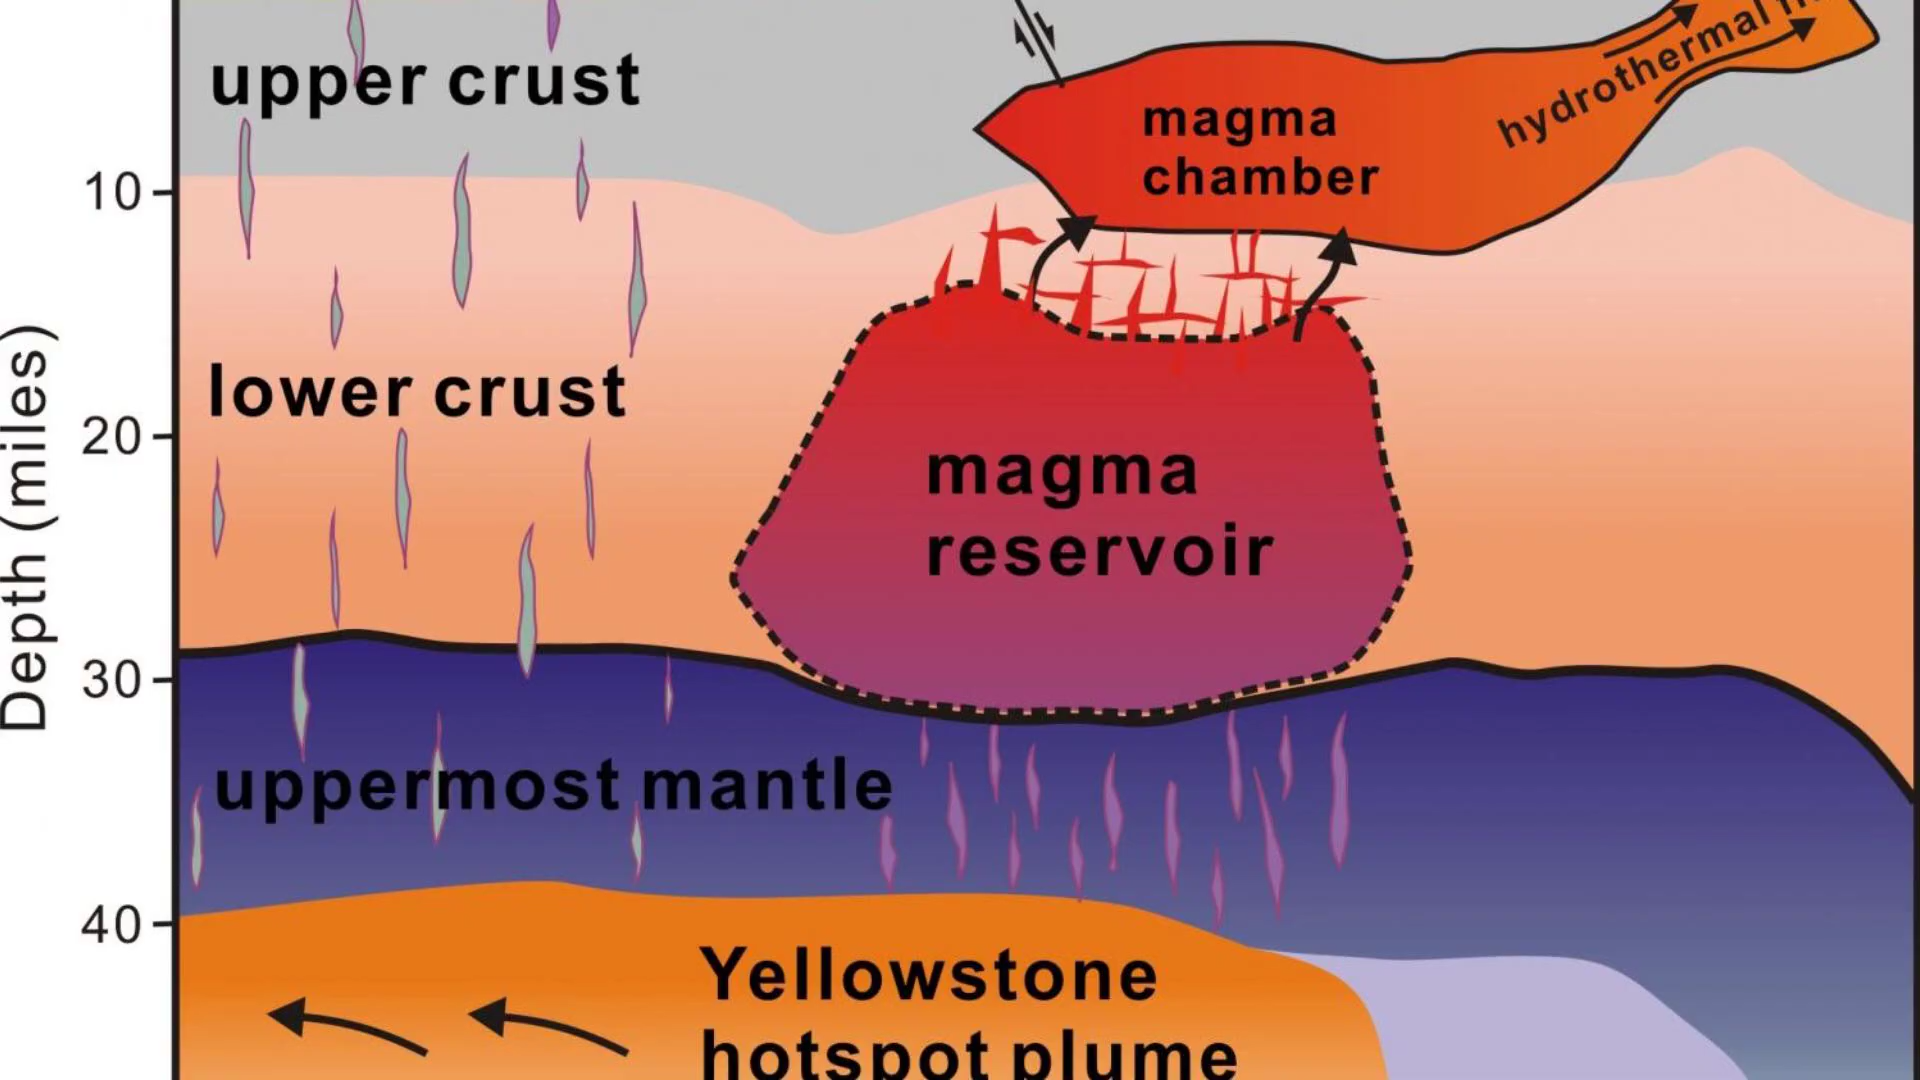 upper crust
magma
chamber
hydrothermal
10
lower crust
20
magma
reservoir
Depth (miles)
30
uppermost mantle
40
Yellowstone
hotspot plume